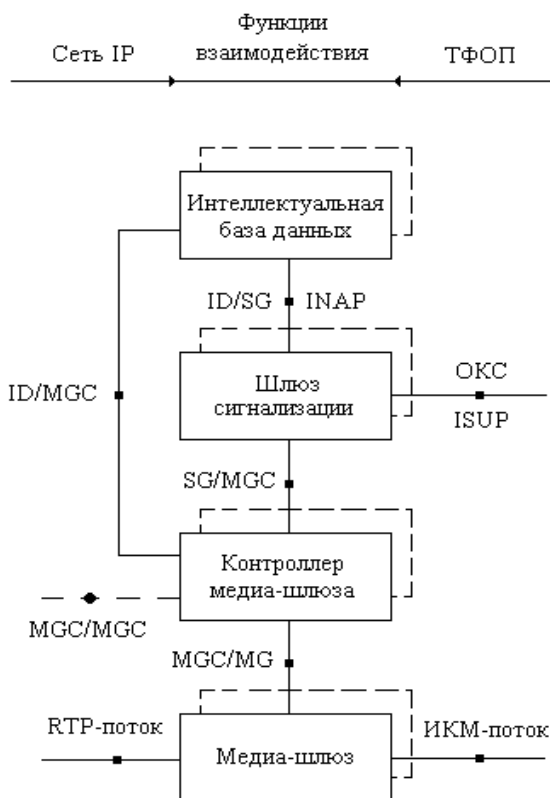 Функции
Сеть IP взаимодействия ТФОП
Интеллектуальная
база данных
ID/SG INAP
Шлюз
сигнализации
ОКС
ISUP
ID/MGC
SG/MGC
Контроллер
медиа-шлюза
MGC/MGC
MGC/MG
RTP-поток
Медиа-шлюз
ИКМ-поток